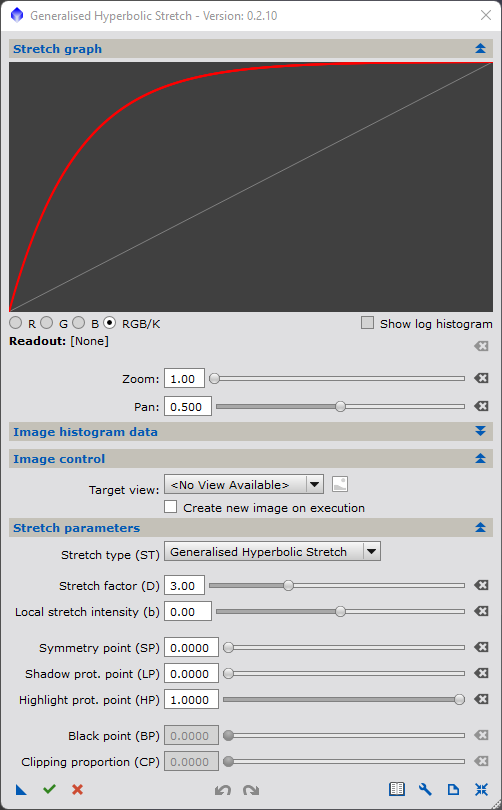 Generalised Hyperbolic Stretch - Version: 0.2.10
Stretch graph
R G B RGB/K Show log histogram
Readout: [None]
Zoom: 1.00
Pan: 0.500
Image histogram data
Image control
Target view: <No View Available>
Create new image on execution
Stretch parameters
Stretch type (ST) Generalised Hyperbolic Stretch
Stretch factor (D) 3.00
Local stretch intensity (b) 0.00
Symmetry point (SP) 0.0000
Shadow prot. point (LP) 0.0000
Highlight prot. point (HP) 1.0000
Black point (BP) 0.0000
Clipping proportion (CP) 0.0000